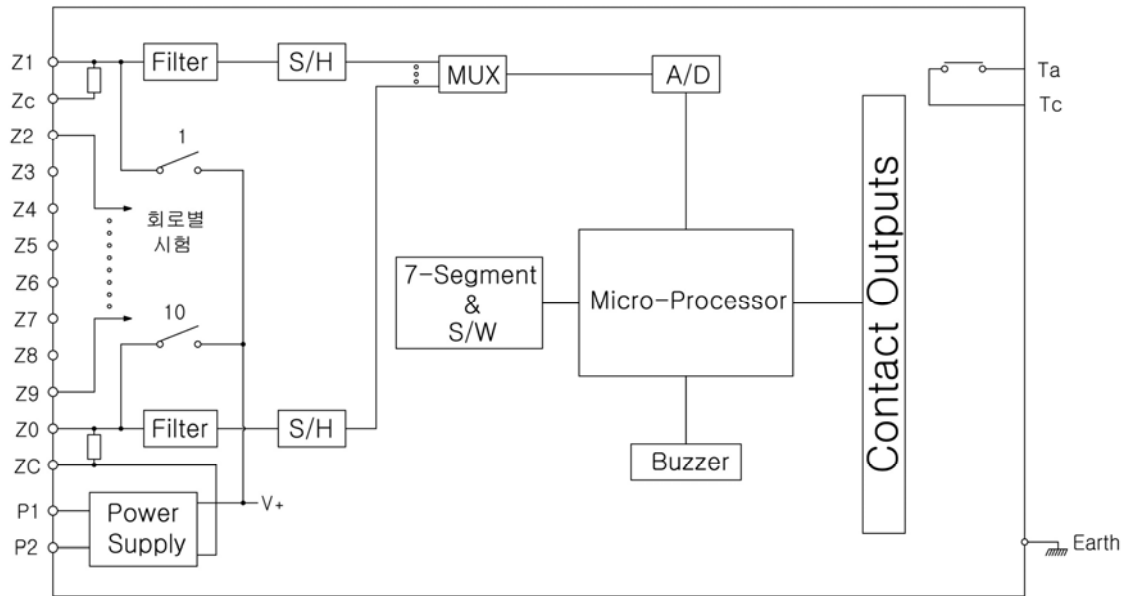 Z1
Zc
Z2
Z3
Z4
Z5
Z6
Z7
Z8
Z9
Z0
ZC
P1
P2
Filter
S/H
MUX
A/D
1
회로별
시험
10
Filter
S/H
Power
Supply
V+
7-Segment
&
S/W
Micro-Processor
Buzzer
Contact Outputs
Ta
Tc
Earth